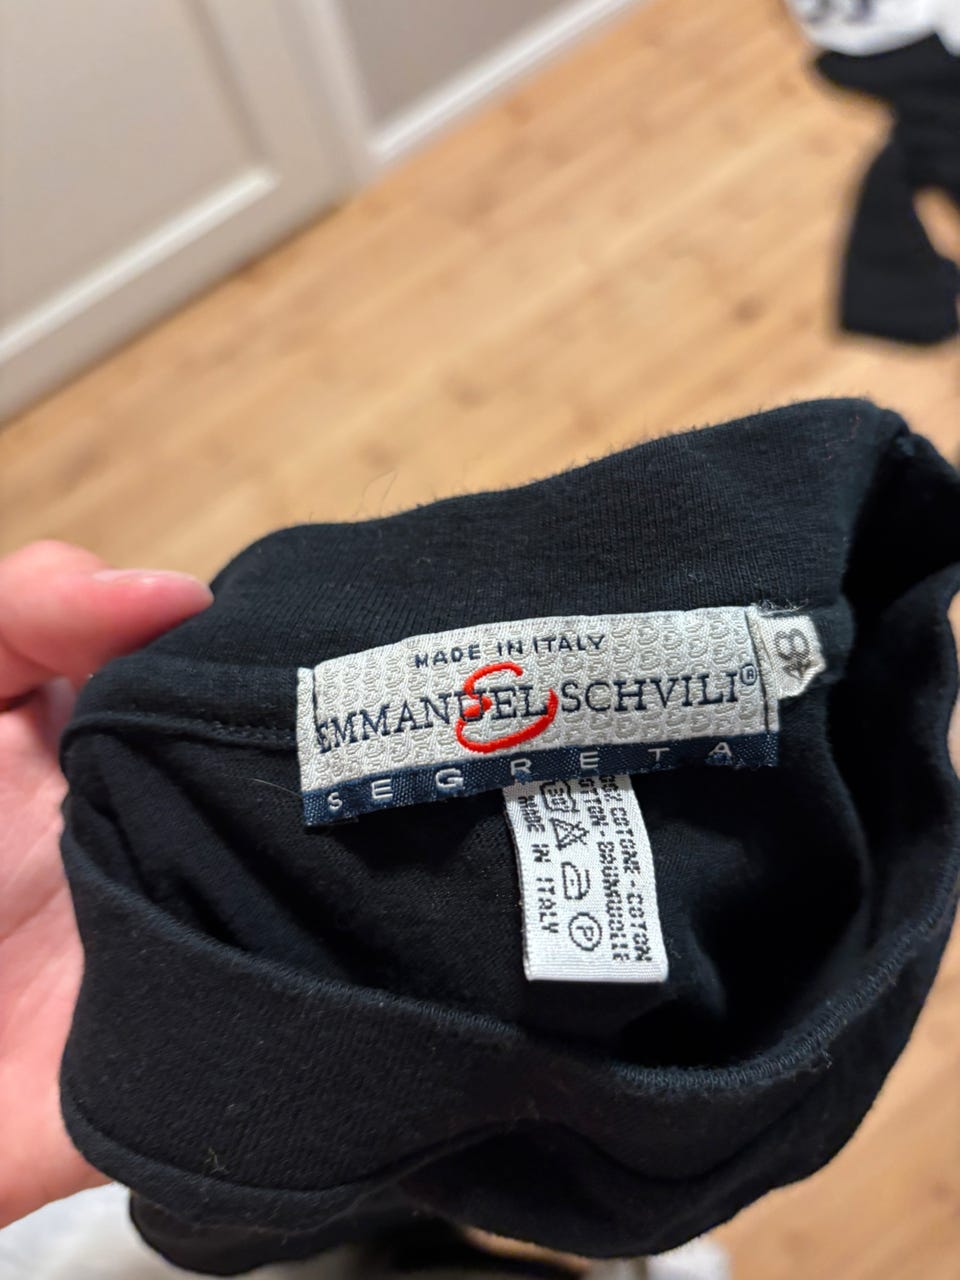 MADE IN ITALY
EMMANUEL SCHVILI®
SEGRETA
48
COTONE - COTON
COTTON - BAUMWOLLE
MADE IN ITALY
P